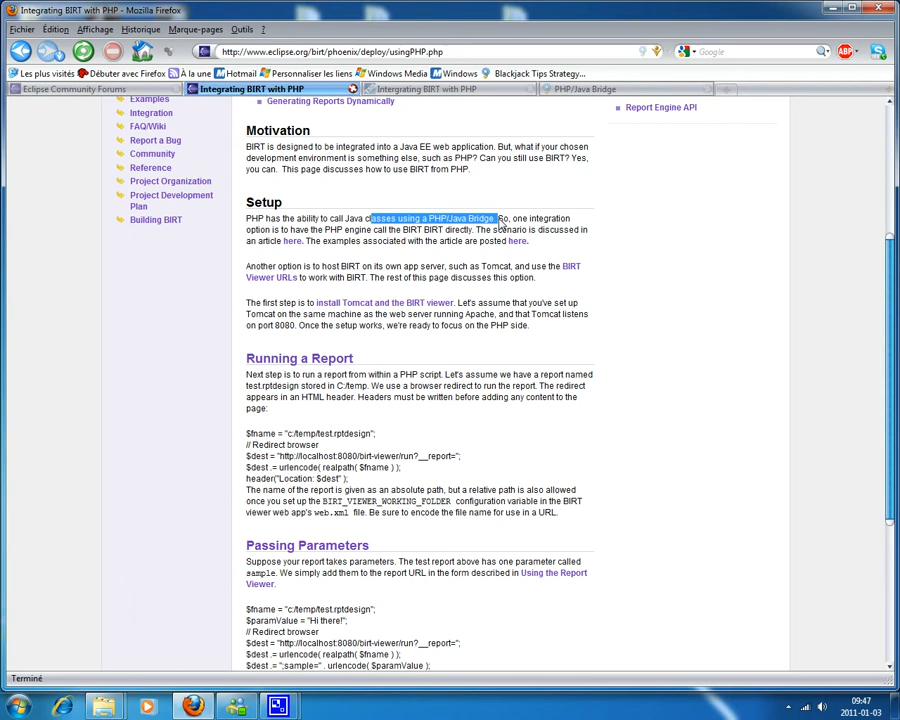 Integrating BIRT with PHP - Mozilla Firefox
Fichier Édition Affichage Historique Marque-pages Outils ?
http://www.eclipse.org/birt/phoenix/deploy/usingPHP.php
Google
ABP
Les plus visités Débuter avec Firefox À la une Hotmail Personnaliser les liens Windows Media Windows Blackjack Tips Strategy...
Eclipse Community Forums
Integrating BIRT with PHP
Integrating BIRT with PHP
PHP/Java Bridge
Examples
Integration
FAQ/Wiki
Report a Bug
Community
Reference
Project Organization
Project Development
Plan
Building BIRT
Generating Reports Dynamically
Report Engine API
Motivation
BIRT is designed to be integrated into a Java EE web application. But, what if your chosen
development environment is something else, such as PHP? Can you still use BIRT? Yes,
you can. This page discusses how to use BIRT from PHP.
Setup
PHP has the ability to call Java classes using a PHP/Java Bridge. So, one integration
option is to have the PHP engine call the BIRT BIRT directly. The scenario is discussed in
an article here. The examples associated with the article are posted here.
Another option is to host BIRT on its own app server, such as Tomcat, and use the BIRT
Viewer URLs to work with BIRT. The rest of this page discusses this option.
The first step is to install Tomcat and the BIRT viewer. Let's assume that you've set up
Tomcat on the same machine as the web server running Apache, and that Tomcat listens
on port 8080. Once the setup works, we're ready to focus on the PHP side.
Running a Report
Next step is to run a report from within a PHP script. Let's assume we have a report named
test.rptdesign stored in C:/temp. We use a browser redirect to run the report. The redirect
appears in an HTML header. Headers must be written before adding any content to the
page:
$fname = "c:/temp/test.rptdesign";
// Redirect browser
$dest = "http://localhost:8080/birt-viewer/run?__report=";
$dest .= urlencode( realpath( $fname ) );
header("Location: $dest" );
The name of the report is given as an absolute path, but a relative path is also allowed
once you set up the BIRT_VIEWER_WORKING_FOLDER configuration variable in the BIRT
viewer web app's web.xml file. Be sure to encode the file name for use in a URL.
Passing Parameters
Suppose your report takes parameters. The test report above has one parameter called
sample. We simply add them to the report URL in the form described in Using the Report
Viewer.
$fname = "c:/temp/test.rptdesign";
$paramValue = "Hi there!";
// Redirect browser
$dest = "http://localhost:8080/birt-viewer/run?__report=";
$dest .= urlencode( realpath( $fname ) );
$dest .= ";sample=" . urlencode( $paramValue );
Terminé
09:47
2011-01-03